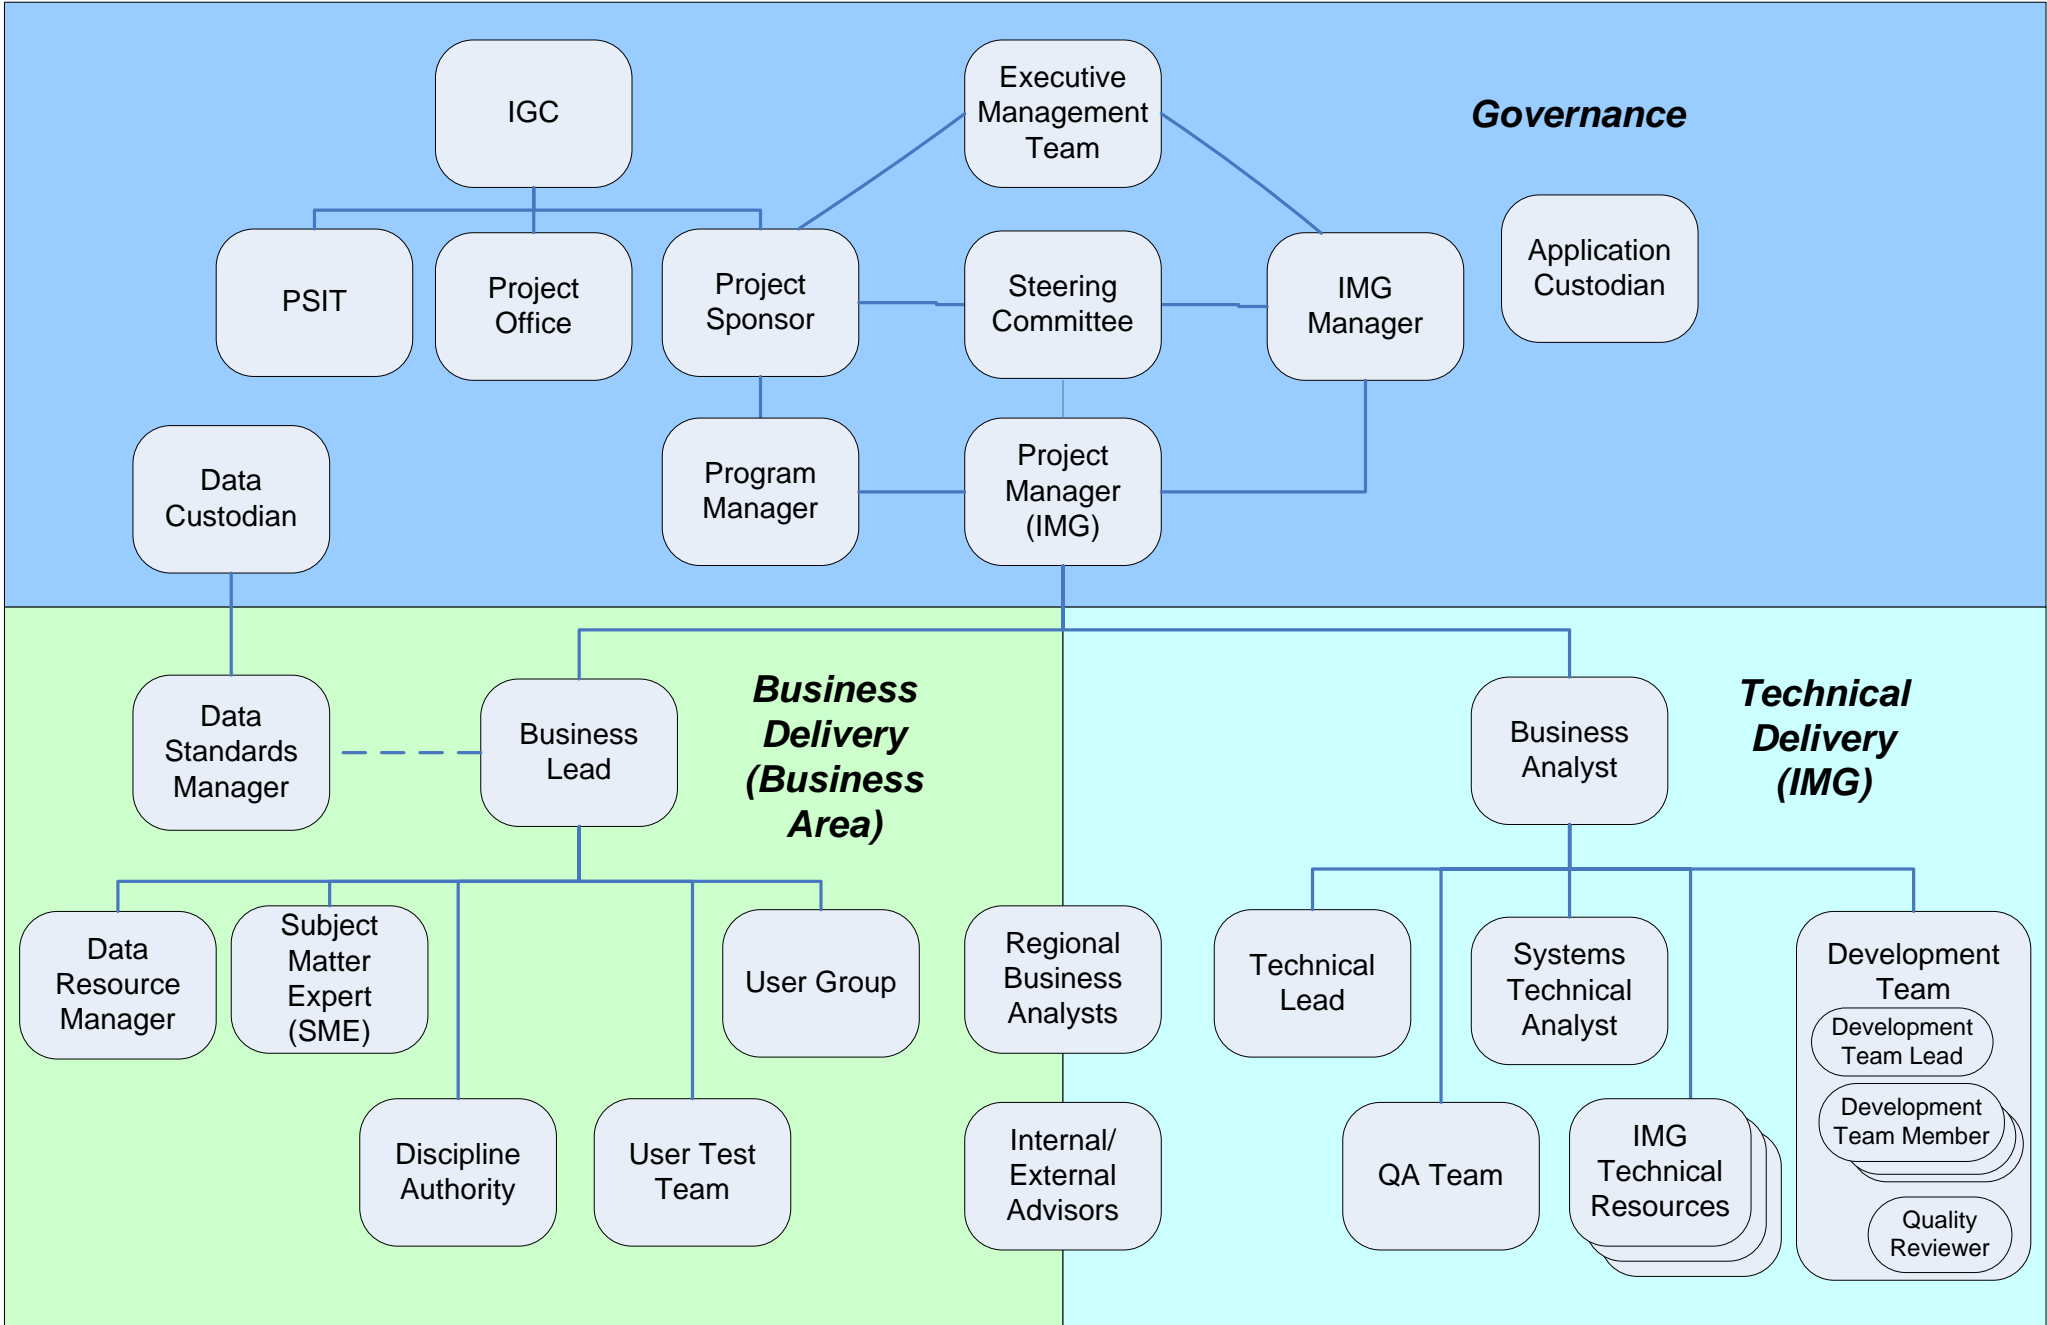 IGC
Executive
Management
Team
Governance
PSIT
Project
Office
Project
Sponsor
Steering
Committee
IMG
Manager
Application
Custodian
Data
Custodian
Program
Manager
Project
Manager
(IMG)
Data
Standards
Manager
Business
Lead
Business
Delivery
(Business
Area)
Business
Analyst
Technical
Delivery
(IMG)
Data
Resource
Manager
Subject
Matter
Expert
(SME)
User Group
Regional
Business
Analysts
Technical
Lead
Systems
Technical
Analyst
Development
Team
Development
Team Lead
Development
Team Member
Quality
Reviewer
Discipline
Authority
User Test
Team
Internal/
External
Advisors
QA Team
IMG
Technical
Resources